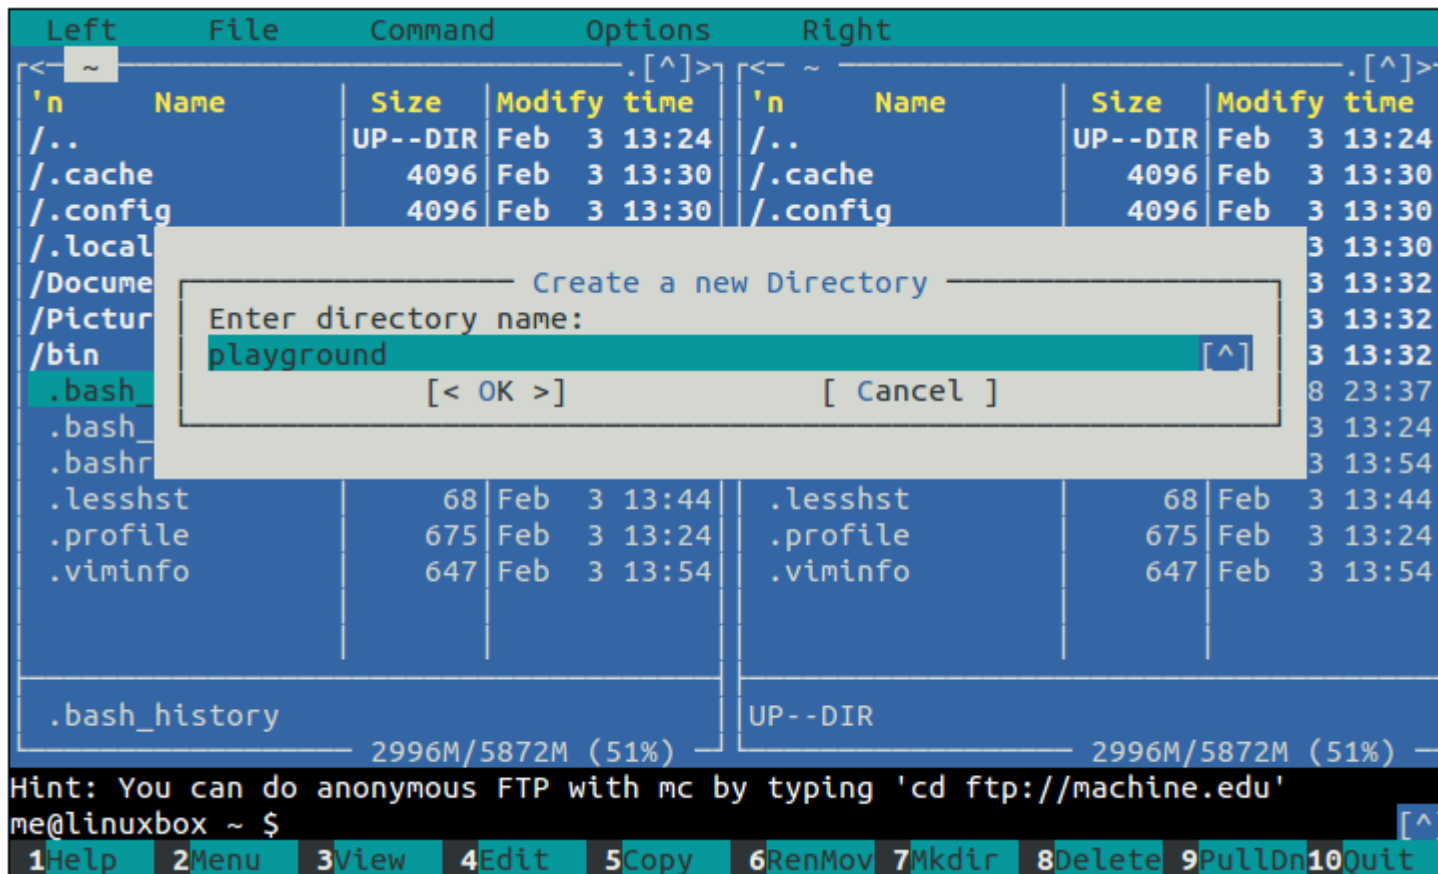 Left File Command Options Right
<─ ~ ─.[^]>┐┌<─ ~ ─.[^]>
'n Name │ Size │Modify time ││'n Name │ Size │Modify time
/.. │UP--DIR│Feb 3 13:24││/.. │UP--DIR│Feb 3 13:24
/.cache │ 4096│Feb 3 13:30││/.cache │ 4096│Feb 3 13:30
/.config │ 4096│Feb 3 13:30││/.config │ 4096│Feb 3 13:30
/.local 3 13:30
/Docume Create a new Directory 3 13:32
/Pictur Enter directory name: 3 13:32
/bin playground [^] 3 13:32
.bash_ [< OK >] [ Cancel ] 8 23:37
.bash_ 3 13:24
.bashr 3 13:54
.lesshst │ 68│Feb 3 13:44││ .lesshst │ 68│Feb 3 13:44
.profile │ 675│Feb 3 13:24││ .profile │ 675│Feb 3 13:24
.viminfo │ 647│Feb 3 13:54││ .viminfo │ 647│Feb 3 13:54
.bash_history ││UP--DIR
2996M/5872M (51%) 2996M/5872M (51%)
Hint: You can do anonymous FTP with mc by typing 'cd ftp://machine.edu'
me@linuxbox ~ $ [^]
1Help 2Menu 3View 4Edit 5Copy 6RenMov 7Mkdir 8Delete 9PullDn10Quit